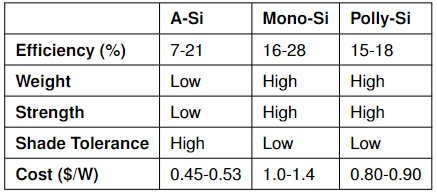 A-Si Mono-Si Polly-Si
Efficiency (%) 7-21 16-28 15-18
Weight Low High High
Strength Low High High
Shade Tolerance High Low Low
Cost ($/W) 0.45-0.53 1.0-1.4 0.80-0.90